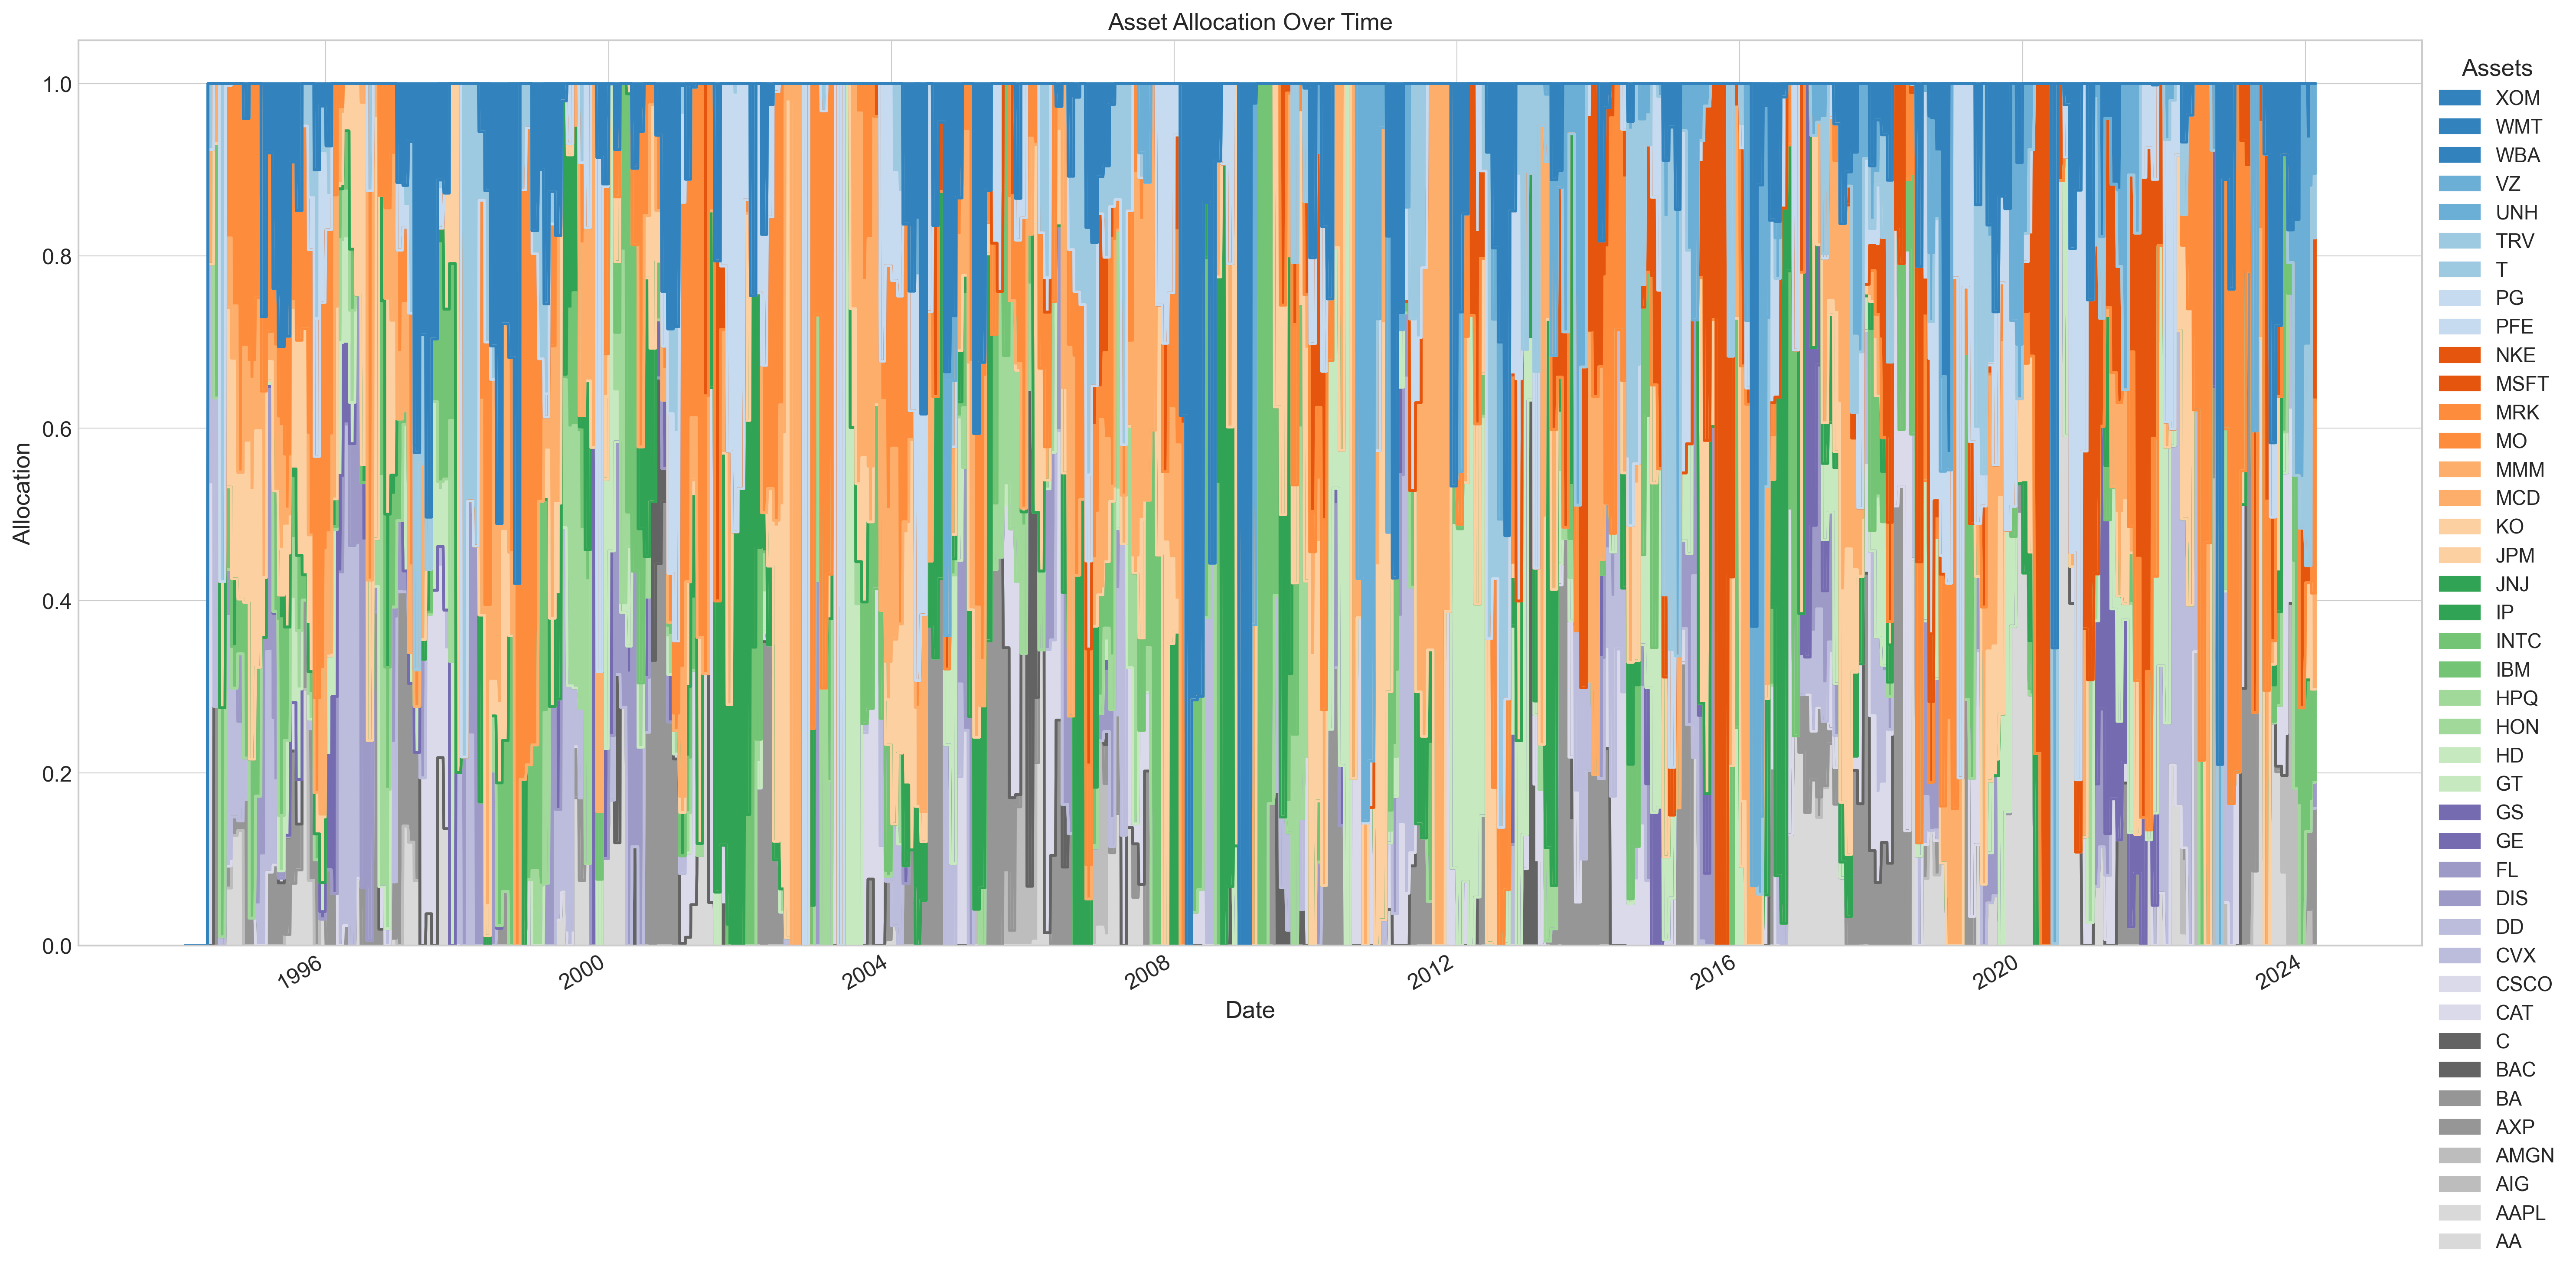 Asset Allocation Over Time
1.0
0.8
0.6
0.4
0.2
0.0
Allocation
1996
2000
2004
2008
2012
2016
2020
2024
Date
Assets
XOM
WMT
WBA
VZ
UNH
TRV
T
PG
PFE
NKE
MSFT
MRK
MO
MMM
MCD
KO
JPM
JNJ
IP
INTC
IBM
HPQ
HON
HD
GT
GS
GE
FL
DIS
DD
CVX
CSCO
CAT
C
BAC
BA
AXP
AMGN
AIG
AAPL
AA